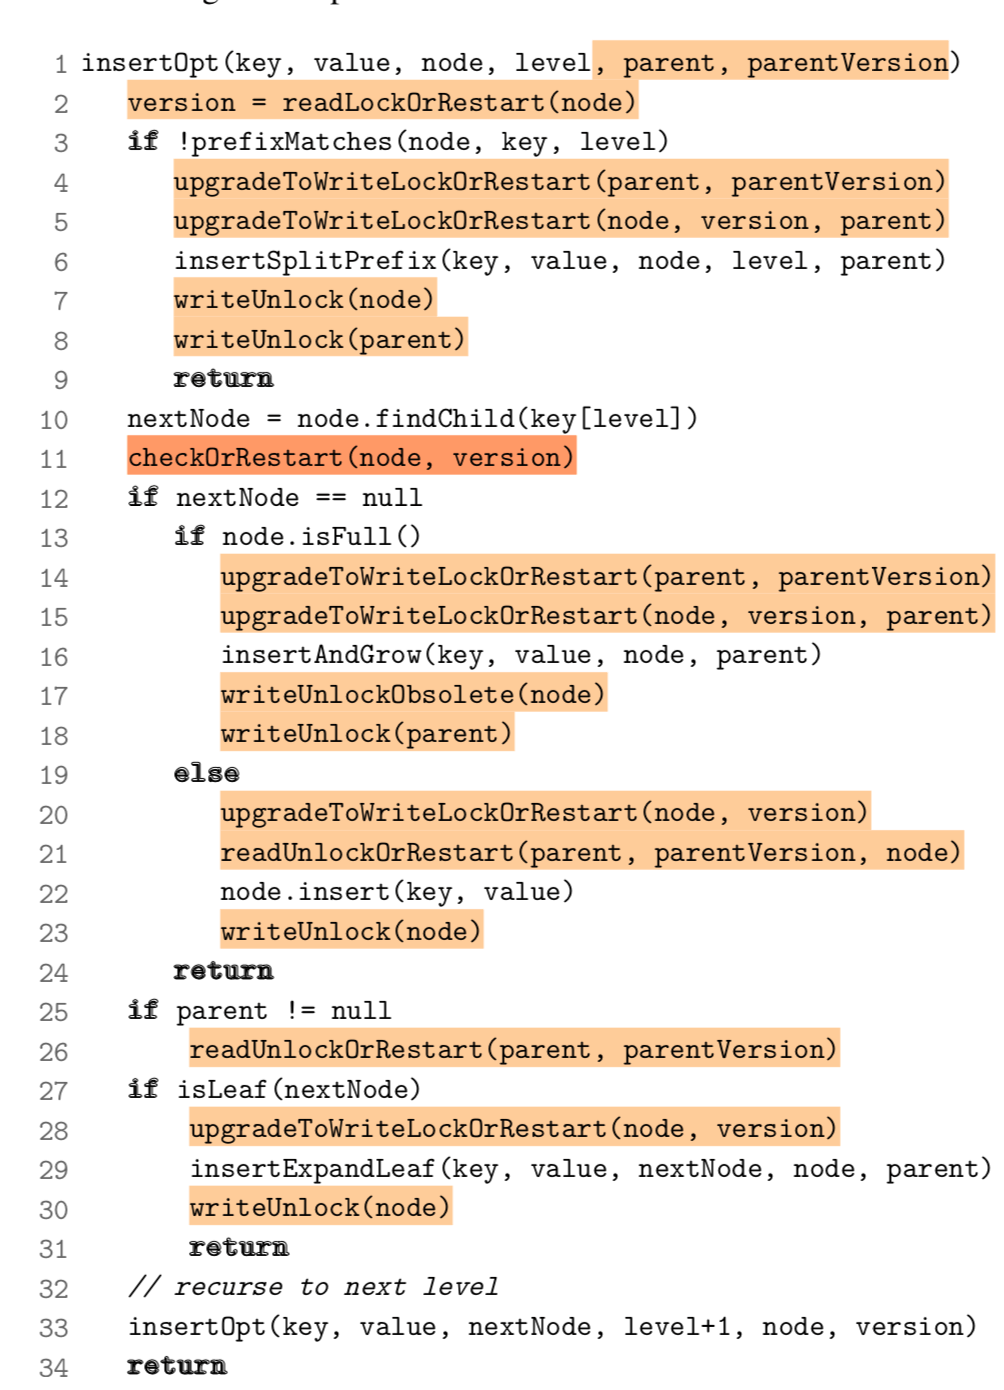 1 insertOpt(key, value, node, level, parent, parentVersion)
2 version = readLockOrRestart(node)
3 if !prefixMatches(node, key, level)
4 upgradeToWriteLockOrRestart(parent, parentVersion)
5 upgradeToWriteLockOrRestart(node, version, parent)
6 insertSplitPrefix(key, value, node, level, parent)
7 writeUnlock(node)
8 writeUnlock(parent)
9 return
10 nextNode = node.findChild(key[level])
11 checkOrRestart(node, version)
12 if nextNode == null
13 if node.isFull()
14 upgradeToWriteLockOrRestart(parent, parentVersion)
15 upgradeToWriteLockOrRestart(node, version, parent)
16 insertAndGrow(key, value, node, parent)
17 writeUnlockObsolete(node)
18 writeUnlock(parent)
19 else
20 upgradeToWriteLockOrRestart(node, version)
21 readUnlockOrRestart(parent, parentVersion, node)
22 node.insert(key, value)
23 writeUnlock(node)
24 return
25 if parent != null
26 readUnlockOrRestart(parent, parentVersion)
27 if isLeaf(nextNode)
28 upgradeToWriteLockOrRestart(node, version)
29 insertExpandLeaf(key, value, nextNode, node, parent)
30 writeUnlock(node)
31 return
32 // recurse to next level
33 insertOpt(key, value, nextNode, level+1, node, version)
34 return